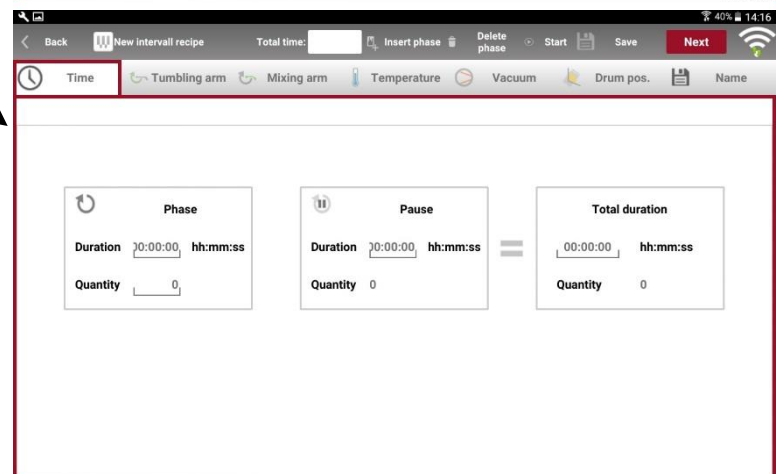 40% 14:16
Back New intervall recipe Total time: Insert phase Delete phase Start Save Next
Time Tumbling arm Mixing arm Temperature Vacuum Drum pos. Name
Phase Pause Total duration
Duration 00:00:00 hh:mm:ss Duration 00:00:00 hh:mm:ss = 00:00:00 hh:mm:ss
Quantity 0 Quantity 0 Quantity 0